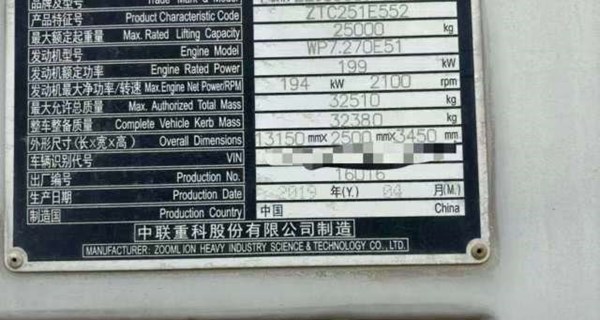 产品特征号 Product Characteristic Code ZTC251E552
最大额定起重量 Max. Rated Lifting Capacity 25000 kg
发动机型号 Engine Model WP7.270E51
发动机额定功率 Engine Rated Power 199 kW
发动机最大净功率/转速 Max.Engine Net Power/RPM 194 kW 2100 rpm
最大允许总质量 Max. Authorized Total Mass 32510 kg
整车整备质量 Complete Vehicle Kerb Mass 32380 kg
外形尺寸(长X宽X高) Overall Dimensions 13150 mm× 2500 mm×3450 mm
车辆识别代号 VIN
出厂编号 Production No. 16016
生产日期 Production Date 2019 年(Y.) 04 月(M.)
制造国 Production Country 中国 China
中联重科股份有限公司制造
MANUFACTURER: ZOOMLION HEAVY INDUSTRY SCIENCE & TECHNOLOGY CO., LTD.